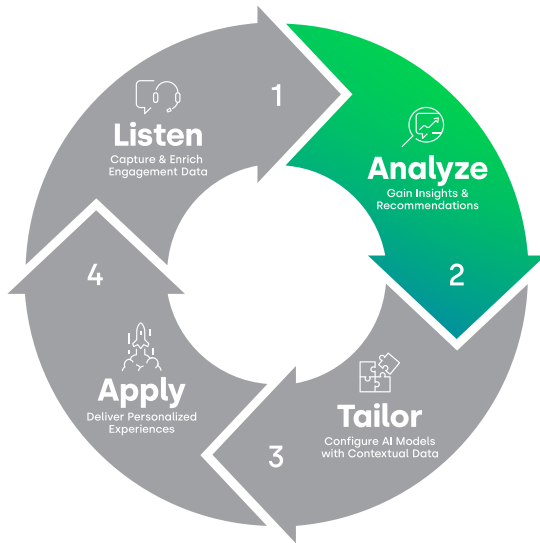 1
Listen
Capture & Enrich
Engagement Data
Analyze
Gain Insights &
Recommendations
2
Tailor
Configure AI Models
with Contextual Data
3
4
Apply
Deliver Personalized
Experiences